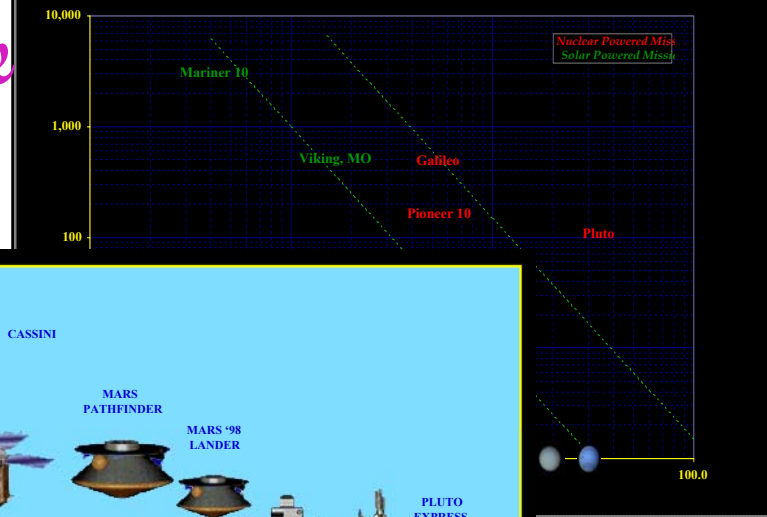 10,000
Nuclear Powered Miss
Solar Powered Missi
Mariner 10
1,000
Viking, MO
Galileo
Pioneer 10
Pluto
100
CASSINI
MARS
PATHFINDER
MARS ‘98
LANDER
100.0
PLUTO
EXPRESS